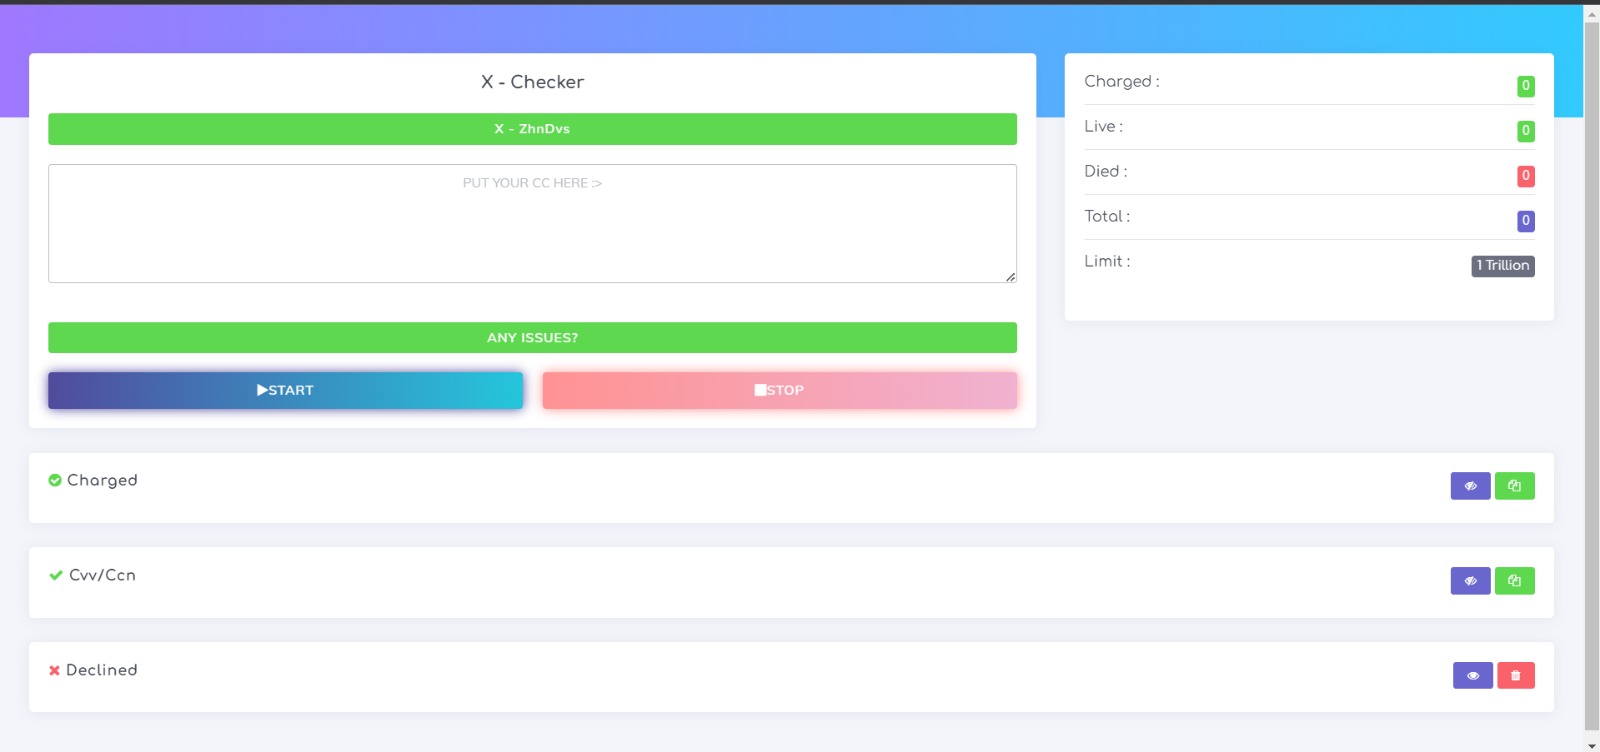 X - Checker
X - ZhnDvs
PUT YOUR CC HERE :>
ANY ISSUES?
START
STOP
Charged :
0
Live :
0
Died :
0
Total :
0
Limit :
1 Trillion
Charged
Cvv/Ccn
Declined